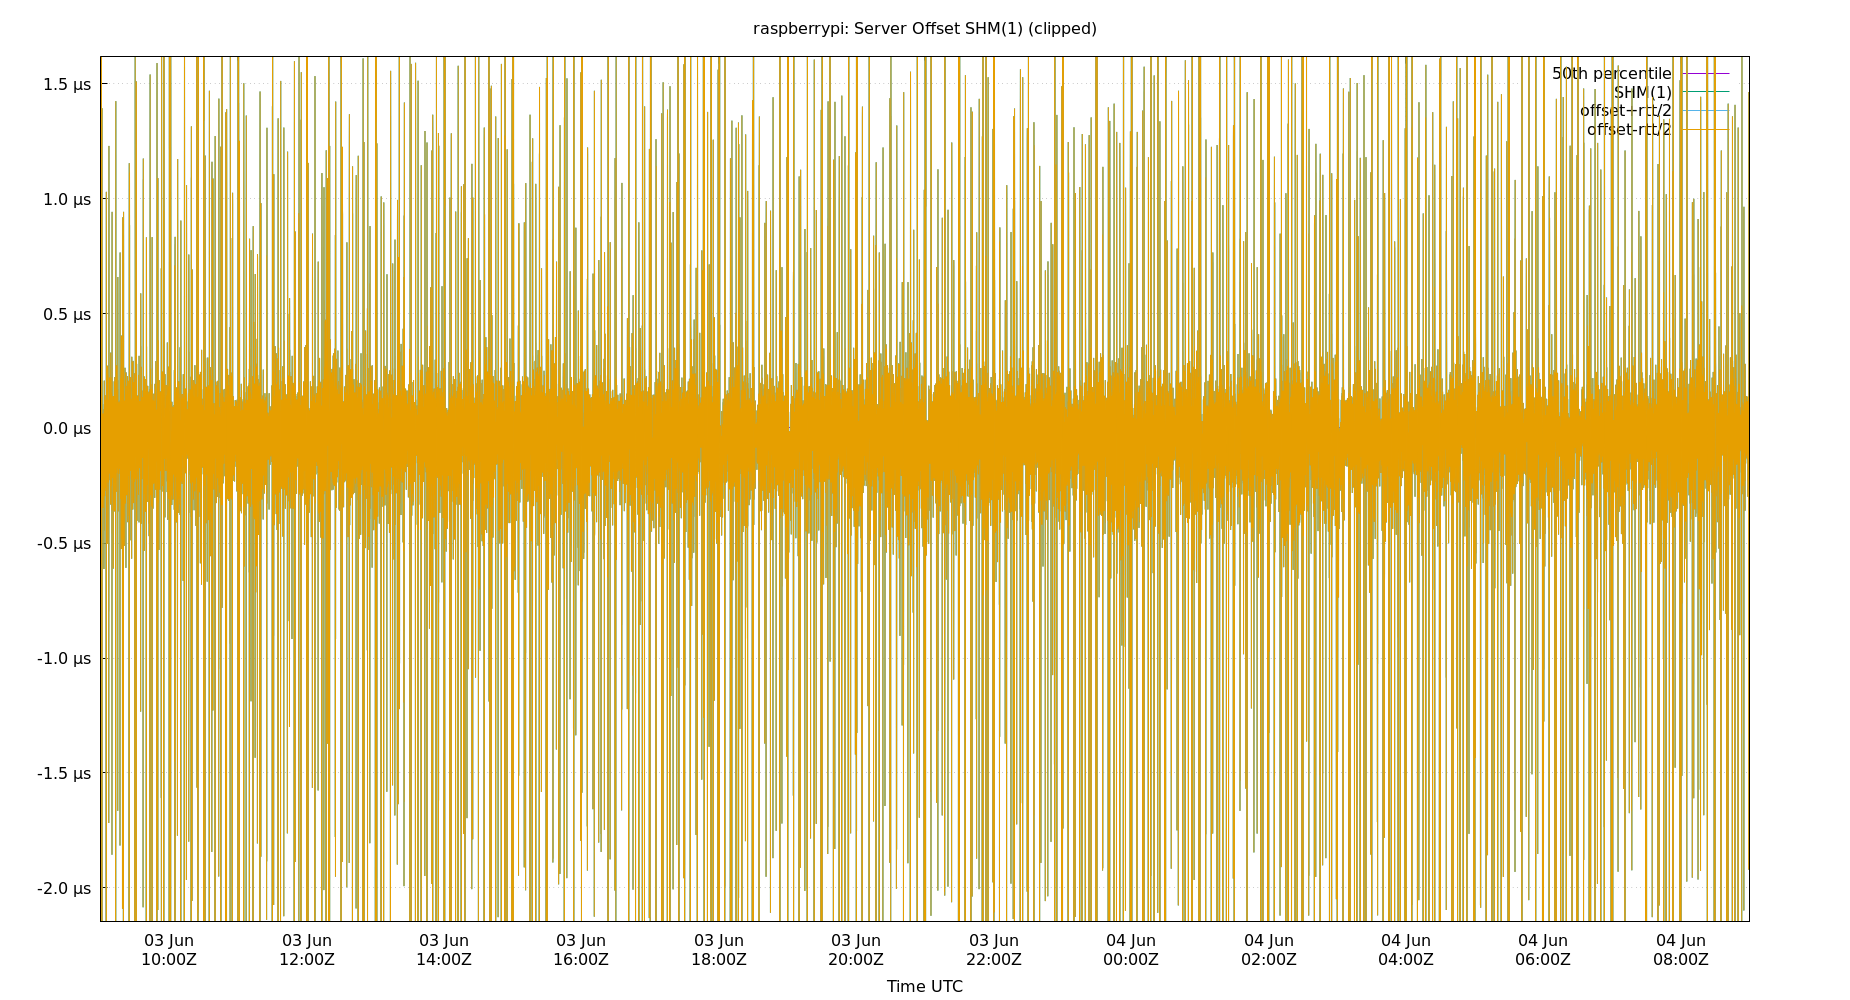 raspberrypi: Server Offset SHM(1) (clipped)
50th percentile
SHM(1)
offset+rtt/2
offset-rtt/2
1.5 µs
1.0 µs
0.5 µs
0.0 µs
-0.5 µs
-1.0 µs
-1.5 µs
-2.0 µs
03 Jun 03 Jun 03 Jun 03 Jun 03 Jun 03 Jun 03 Jun 04 Jun 04 Jun 04 Jun 04 Jun 04 Jun
10:00Z 12:00Z 14:00Z 16:00Z 18:00Z 20:00Z 22:00Z 00:00Z 02:00Z 04:00Z 06:00Z 08:00Z
Time UTC